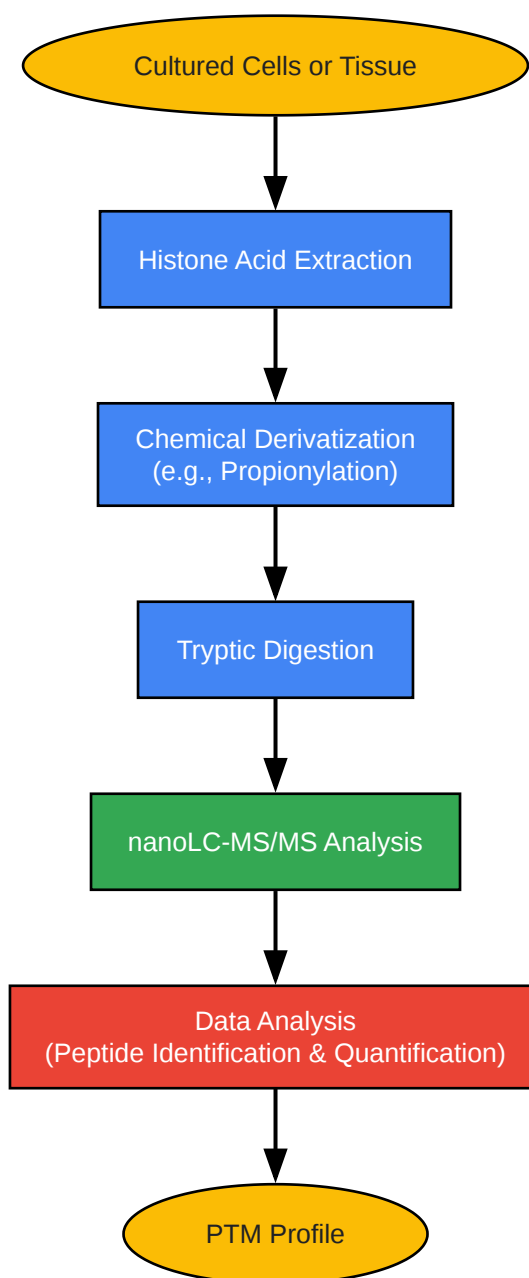 Cultured Cells or Tissue
Histone Acid Extraction
Chemical Derivatization
(e.g., Propionylation)
Tryptic Digestion
nanoLC-MS/MS Analysis
Data Analysis
(Peptide Identification & Quantification)
PTM Profile